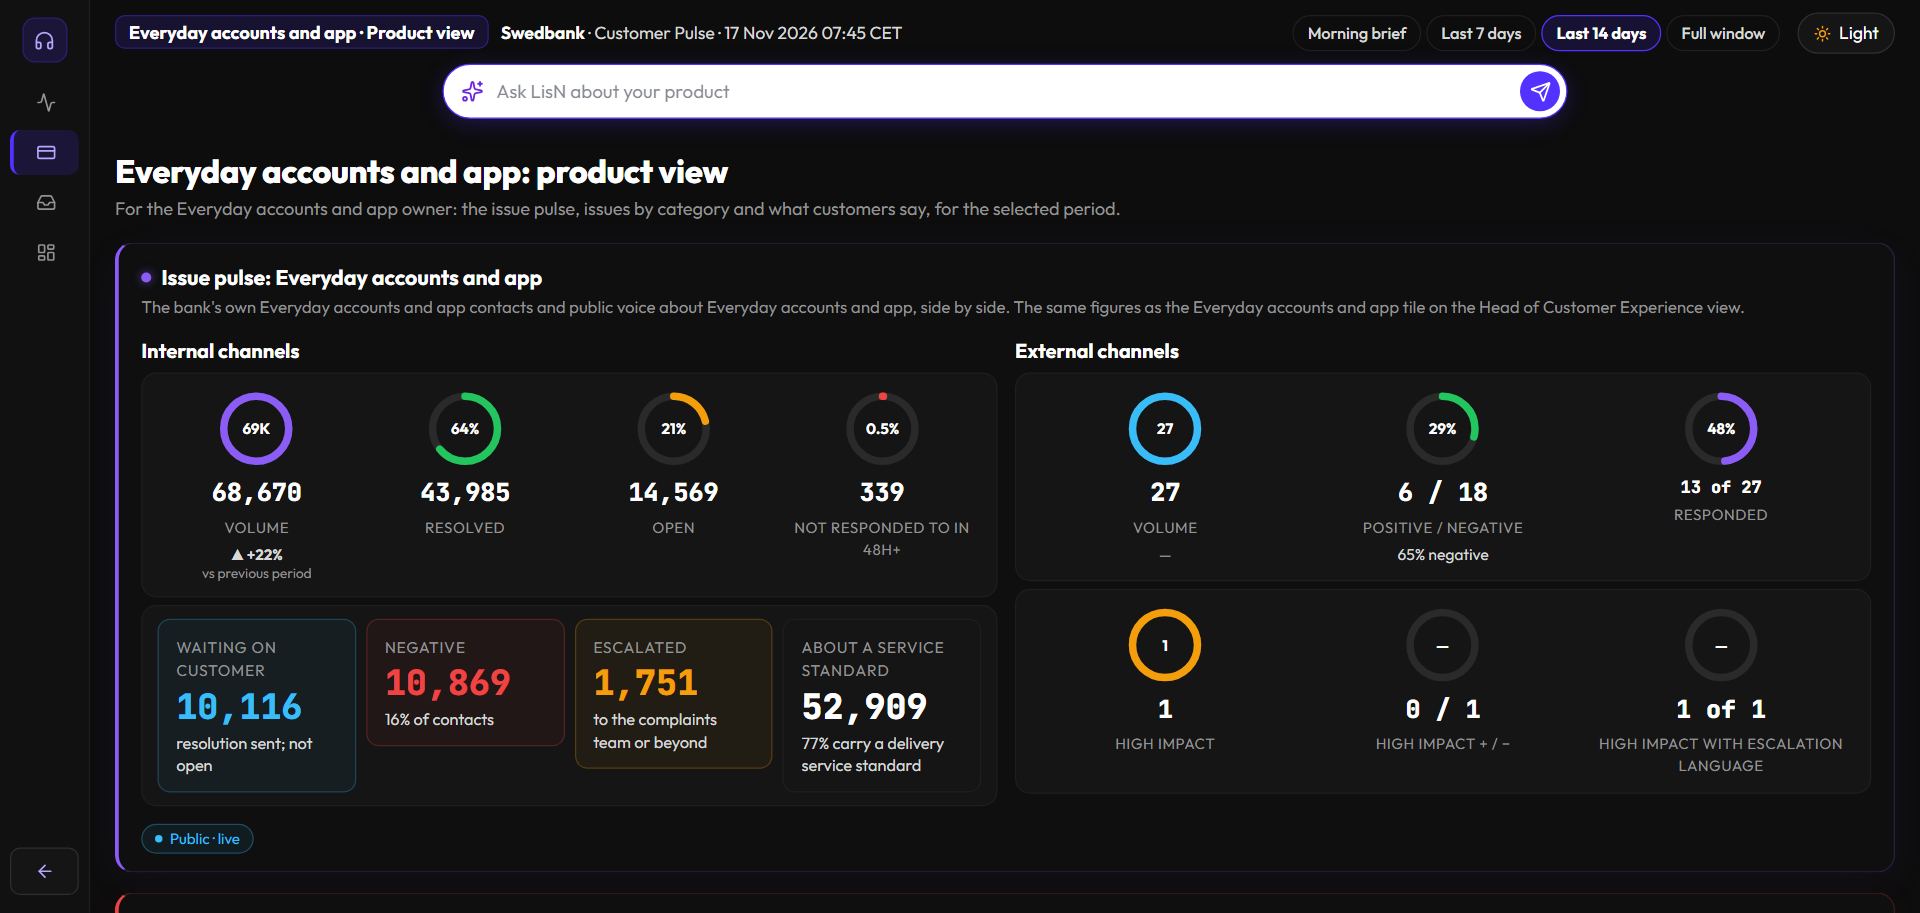 Everyday accounts and app · Product view
Swedbank · Customer Pulse · 17 Nov 2026 07:45 CET
Morning brief
Last 7 days
Last 14 days
Full window
Light
Ask LisN about your product
Everyday accounts and app: product view
For the Everyday accounts and app owner: the issue pulse, issues by category and what customers say, for the selected period.
Issue pulse: Everyday accounts and app
The bank's own Everyday accounts and app contacts and public voice about Everyday accounts and app, side by side. The same figures as the Everyday accounts and app tile on the Head of Customer Experience view.
Internal channels
69K
68,670
VOLUME
▲ +22%
vs previous period
64%
43,985
RESOLVED
21%
14,569
OPEN
0.5%
339
NOT RESPONDED TO IN
48H+
WAITING ON
CUSTOMER
10,116
resolution sent; not
open
NEGATIVE
10,869
16% of contacts
ESCALATED
1,751
to the complaints
team or beyond
ABOUT A SERVICE
STANDARD
52,909
77% carry a delivery
service standard
External channels
27
27
VOLUME
–
29%
6 / 18
POSITIVE / NEGATIVE
65% negative
48%
13 of 27
RESPONDED
1
1
HIGH IMPACT
–
0 / 1
HIGH IMPACT + / −
–
1 of 1
HIGH IMPACT WITH ESCALATION
LANGUAGE
Public · live